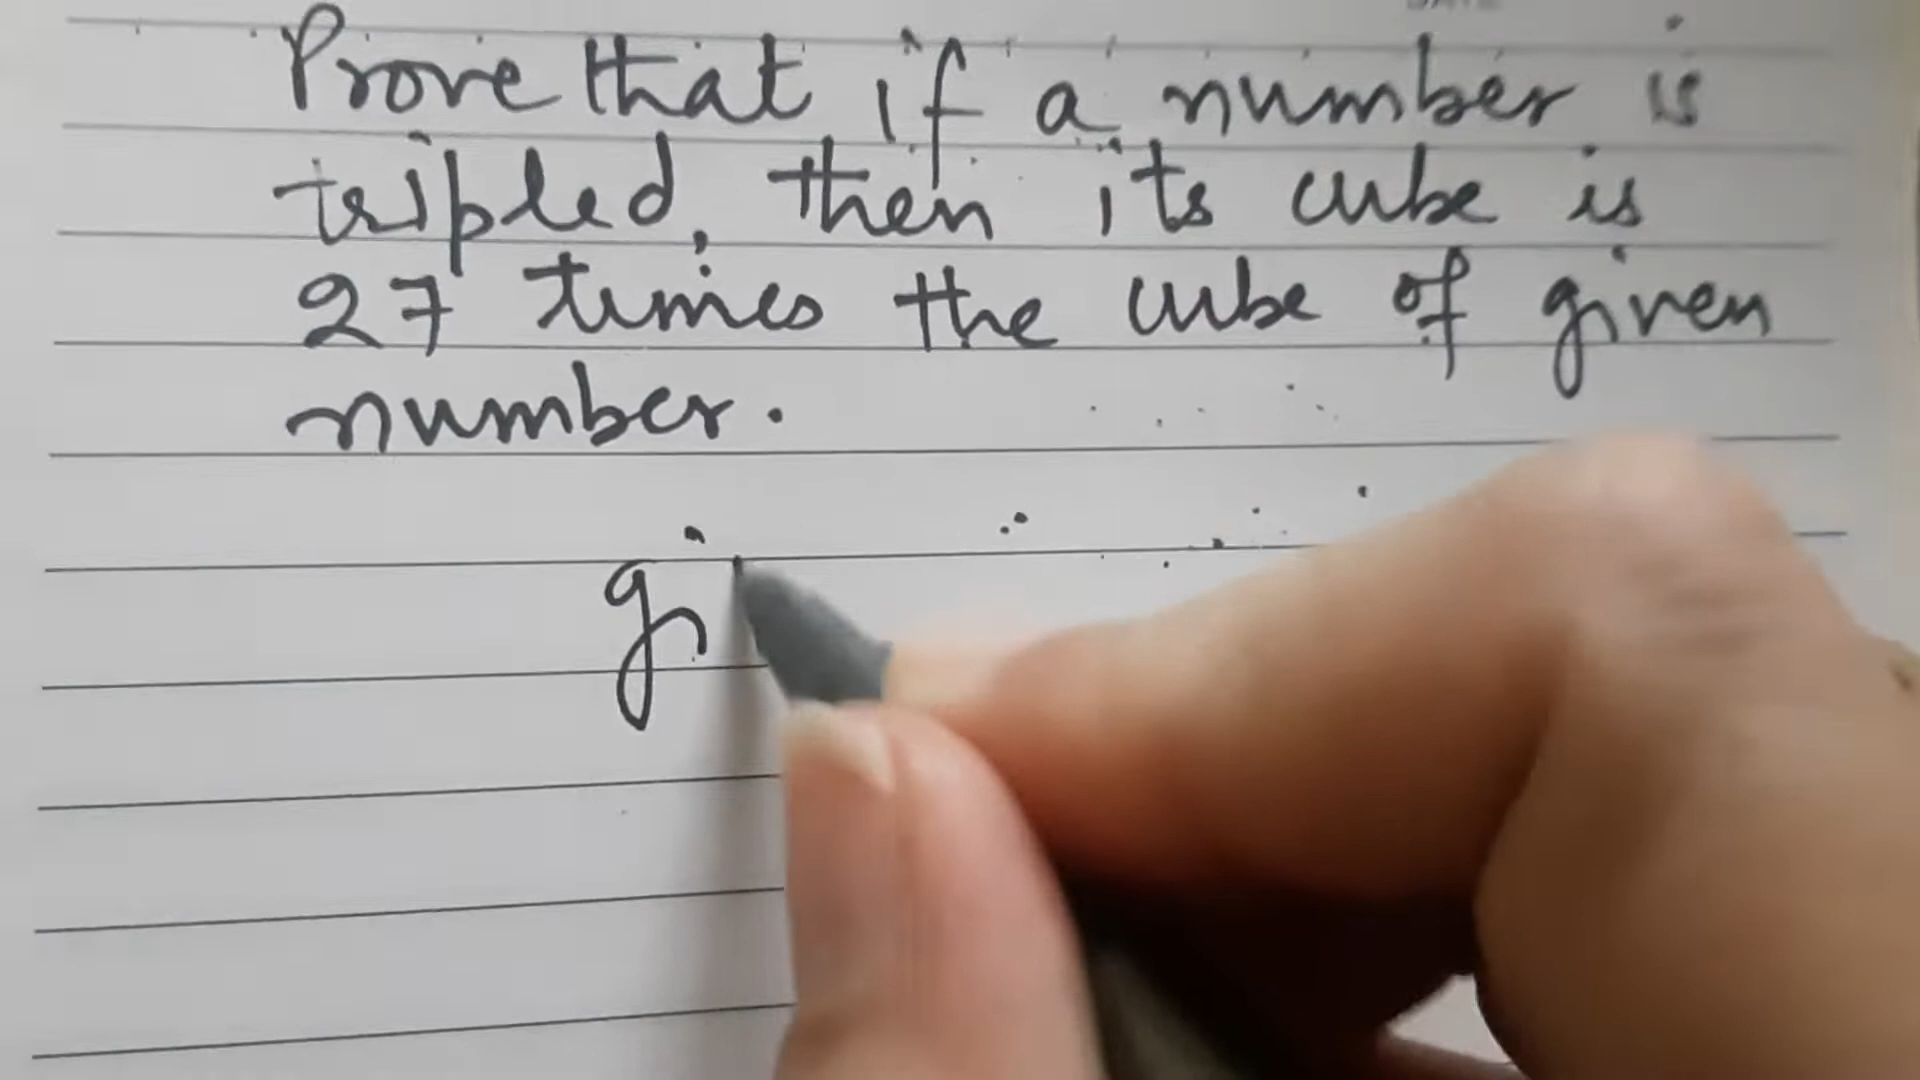 Prove that if a number is
tripled, then its cube is
27 times the cube of given
number.
gi